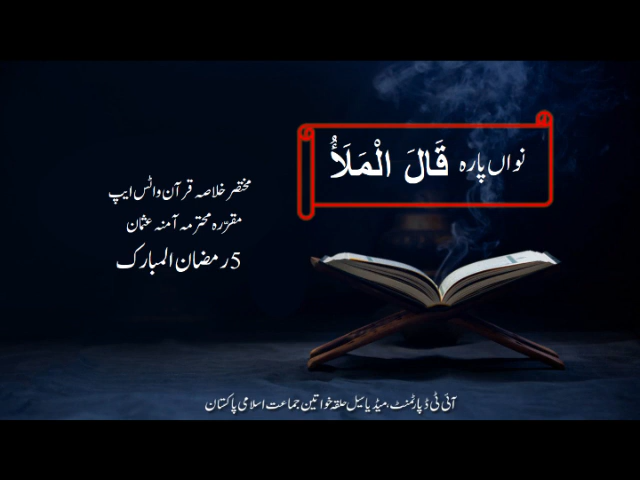 نواں پارہ قَالَ الْمَلَأُ
مختصر خلاصہ قرآن واٹس ایپ
مقررہ محترمہ آمنہ عثمان
5 رمضان المبارک
آئی ٹی ڈپارٹمنٹ، میڈیا سیل حلقہ خواتین جماعت اسلامی پاکستان